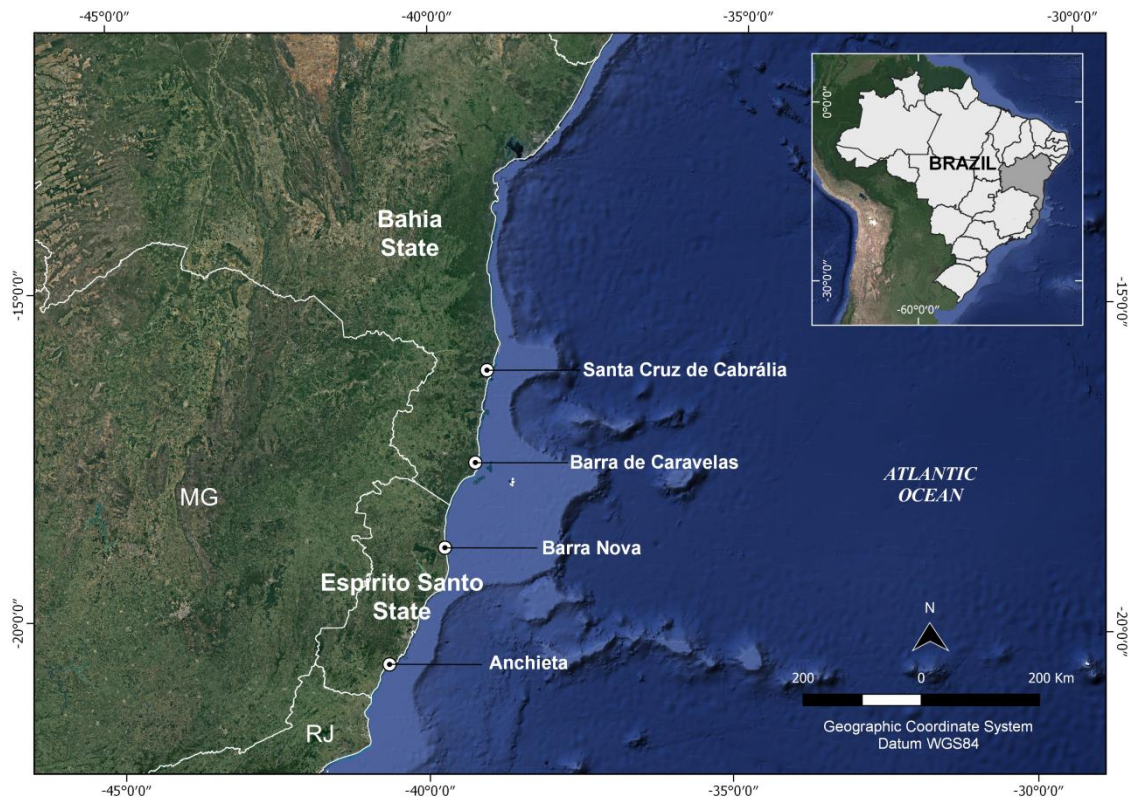 -45°0'0" -40°0'0" -35°0'0" -30°0'0"
0°0'0"
BRAZIL
-30°0'0"
-60°0'0"
Bahia
State
-15°0'0" -15°0'0"
Santa Cruz de Cabrália
Barra de Caravelas
ATLANTIC
OCEAN
MG
Barra Nova
Espírito Santo
State
-20°0'0" -20°0'0"
N
Anchieta
200 0 200 Km
RJ
Geographic Coordinate System
Datum WGS84
-45°0'0" -40°0'0" -35°0'0" -30°0'0"